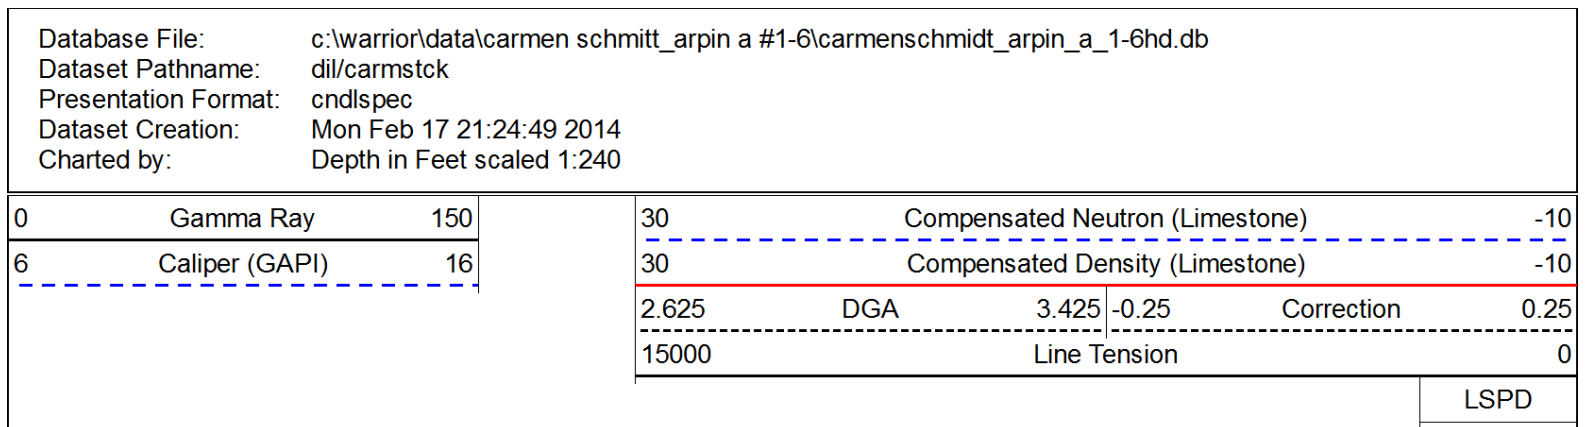 Database File: c:\warrior\data\carmen schmitt_arpin a #1-6\carmenschmidt_arpin_a_1-6hd.db
Dataset Pathname: dil/carmstck
Presentation Format: cndlspec
Dataset Creation: Mon Feb 17 21:24:49 2014
Charted by: Depth in Feet scaled 1:240
0 Gamma Ray 150 30 Compensated Neutron (Limestone) -10
6 Caliper (GAPI) 16 30 Compensated Density (Limestone) -10
2.625 DGA 3.425 -0.25 Correction 0.25
15000 Line Tension 0
LSPD